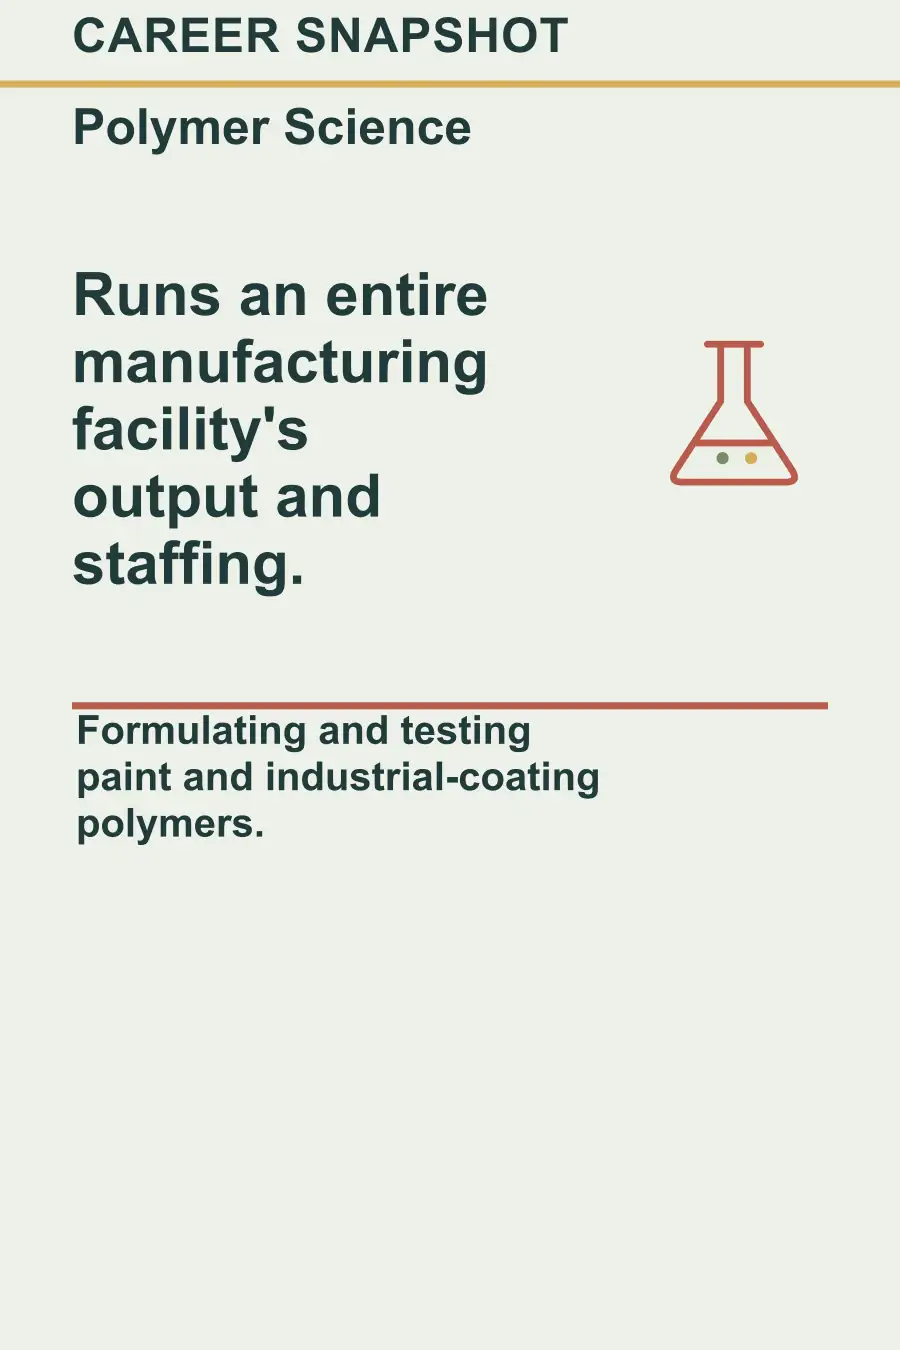 CAREER SNAPSHOT
Polymer Science
Runs an entire
manufacturing
facility's
output and
staffing.
Formulating and testing
paint and industrial-coating
polymers.